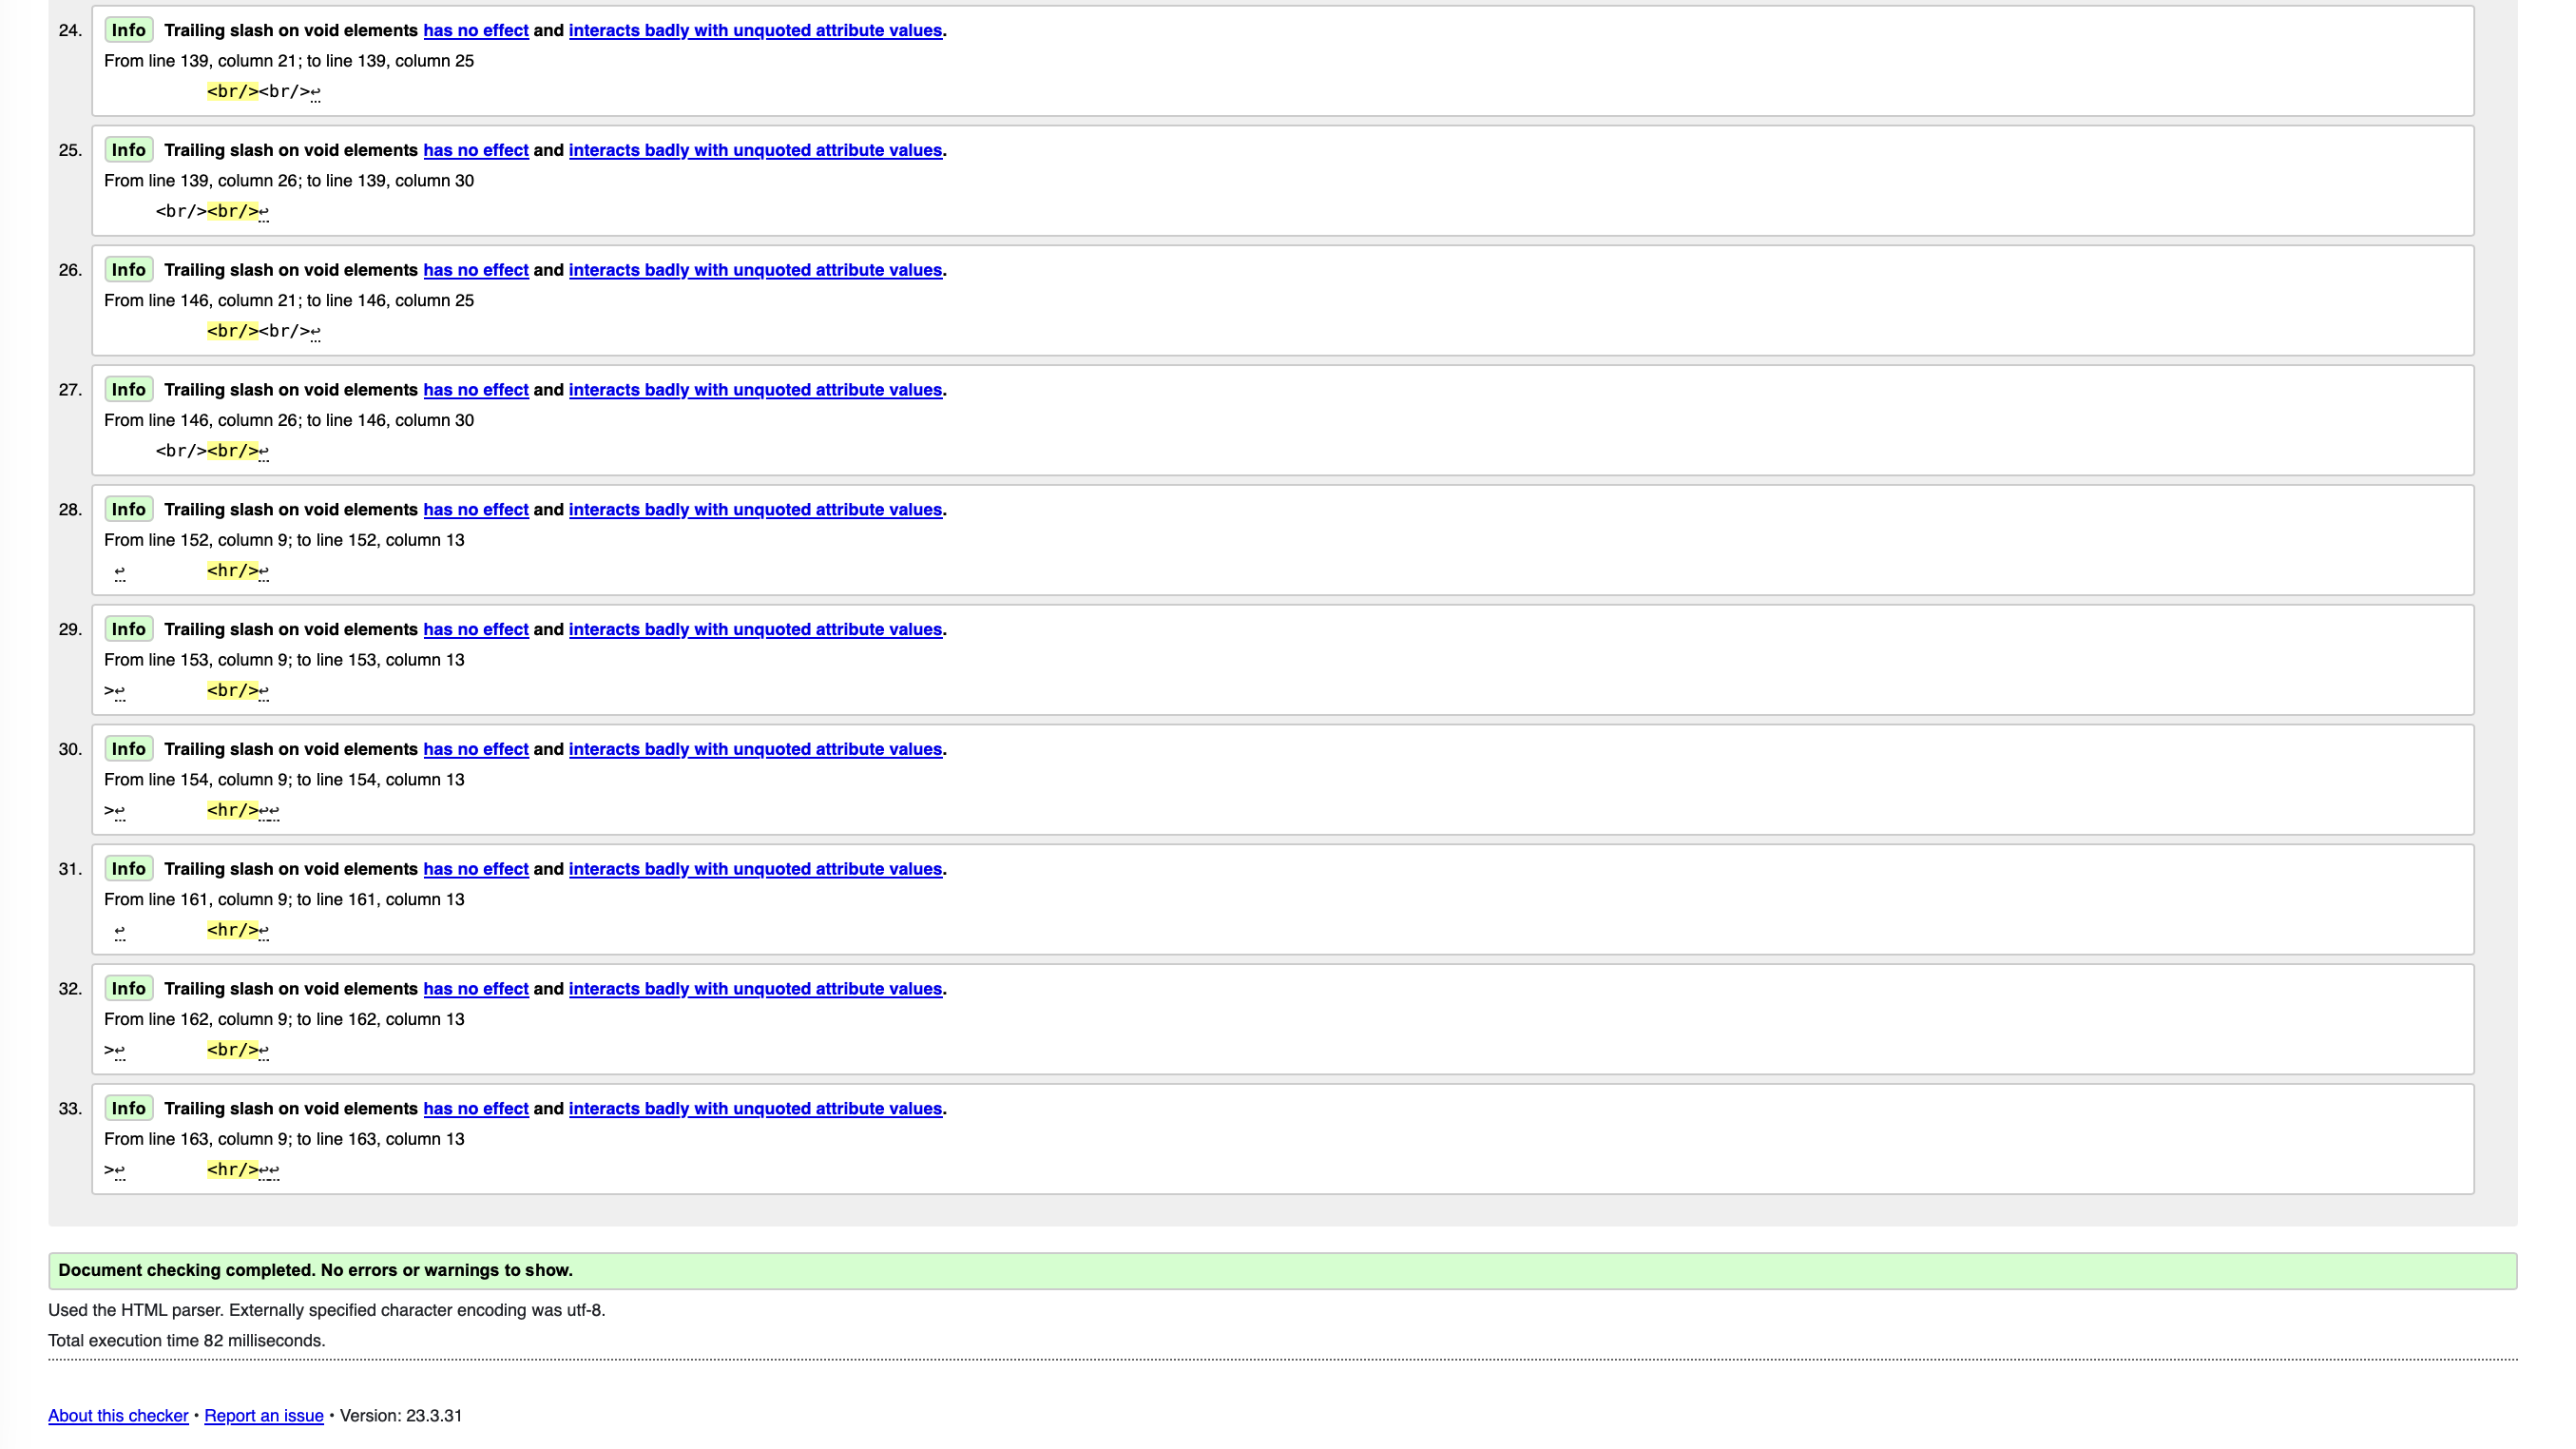 24. Info Trailing slash on void elements has no effect and interacts badly with unquoted attribute values.
From line 139, column 21; to line 139, column 25
<br/><br/>↩
25. Info Trailing slash on void elements has no effect and interacts badly with unquoted attribute values.
From line 139, column 26; to line 139, column 30
<br/><br/>↩
26. Info Trailing slash on void elements has no effect and interacts badly with unquoted attribute values.
From line 146, column 21; to line 146, column 25
<br/><br/>↩
27. Info Trailing slash on void elements has no effect and interacts badly with unquoted attribute values.
From line 146, column 26; to line 146, column 30
<br/><br/>↩
28. Info Trailing slash on void elements has no effect and interacts badly with unquoted attribute values.
From line 152, column 9; to line 152, column 13
↩ <hr/>↩
29. Info Trailing slash on void elements has no effect and interacts badly with unquoted attribute values.
From line 153, column 9; to line 153, column 13
>↩ <br/>↩
30. Info Trailing slash on void elements has no effect and interacts badly with unquoted attribute values.
From line 154, column 9; to line 154, column 13
>↩ <hr/>↩↩
31. Info Trailing slash on void elements has no effect and interacts badly with unquoted attribute values.
From line 161, column 9; to line 161, column 13
↩ <hr/>↩
32. Info Trailing slash on void elements has no effect and interacts badly with unquoted attribute values.
From line 162, column 9; to line 162, column 13
>↩ <br/>↩
33. Info Trailing slash on void elements has no effect and interacts badly with unquoted attribute values.
From line 163, column 9; to line 163, column 13
>↩ <hr/>↩↩
Document checking completed. No errors or warnings to show.
Used the HTML parser. Externally specified character encoding was utf-8.
Total execution time 82 milliseconds.
About this checker • Report an issue • Version: 23.3.31